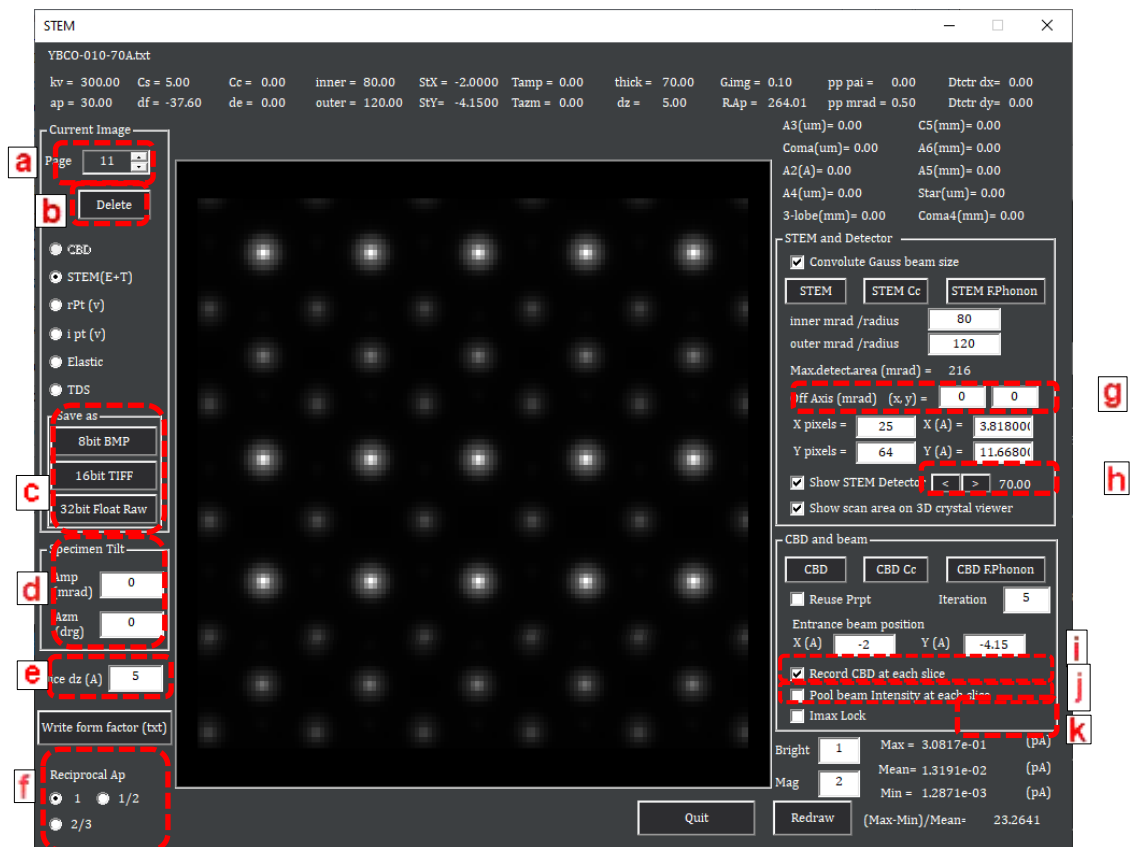 STEM
YBCO-010-70A.txt
kv = 300.00 Cs = 5.00 Cc = 0.00 inner = 80.00 StX = -2.0000 Tamp = 0.00 thick = 70.00 G.img = 0.10 pp pai = 0.00 Dtctr dx= 0.00
ap = 30.00 df = -37.60 de = 0.00 outer = 120.00 StY= -4.1500 Tazm = 0.00 dz = 5.00 R.Ap = 264.01 pp mrad = 0.50 Dtctr dy= 0.00
A3(um)= 0.00 C5(mm)= 0.00
Coma(um)= 0.00 A6(mm)= 0.00
A2(A)= 0.00 A5(mm)= 0.00
A4(um)= 0.00 Star(um)= 0.00
3-lobe(mm)= 0.00 Coma4(mm)= 0.00
Current Image
a
Page 11
b
Delete
CBD
STEM(E+T)
rPt (v)
i pt (v)
Elastic
TDS
Save as
8bit BMP
16bit TIFF
c
32bit Float Raw
Specimen Tilt
d
Amp 0
(mrad)
Azm 0
(drg)
e
dz (A) 5
Write form factor (txt)
f
Reciprocal Ap
1 1/2
2/3
STEM and Detector
Convolute Gauss beam size
STEM STEM Cc STEM F.Phonon
inner mrad /radius 80
outer mrad /radius 120
Max.detect.area (mrad) = 216
g
Off Axis (mrad) (x, y) = 0 0
X pixels = 25 X (A) = 3.81800(
Y pixels = 64 Y (A) = 11.6680(
h
Show STEM Detector < > 70.00
Show scan area on 3D crystal viewer
CBD and beam
CBD CBD Cc CBD F.Phonon
Reuse Prpt Iteration 5
Entrance beam position
X (A) -2 Y (A) -4.15
i
Record CBD at each slice
j
Pool beam Intensity at each slice
k
Imax Lock
Bright 1 Max = 3.0817e-01 (pA)
Mean= 1.3191e-02 (pA)
Mag 2 Min = 1.2871e-03 (pA)
Quit Redraw (Max-Min)/Mean= 23.2641